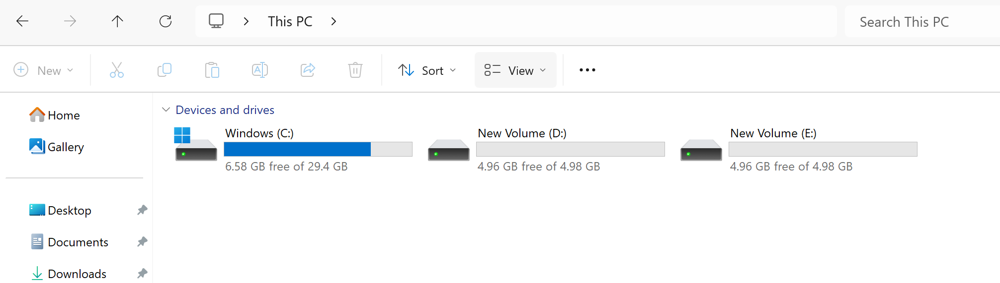 This PC
Search This PC
New
Sort
View
Home
Gallery
Desktop
Documents
Downloads
Devices and drives
Windows (C:)
6.58 GB free of 29.4 GB
New Volume (D:)
4.96 GB free of 4.98 GB
New Volume (E:)
4.96 GB free of 4.98 GB